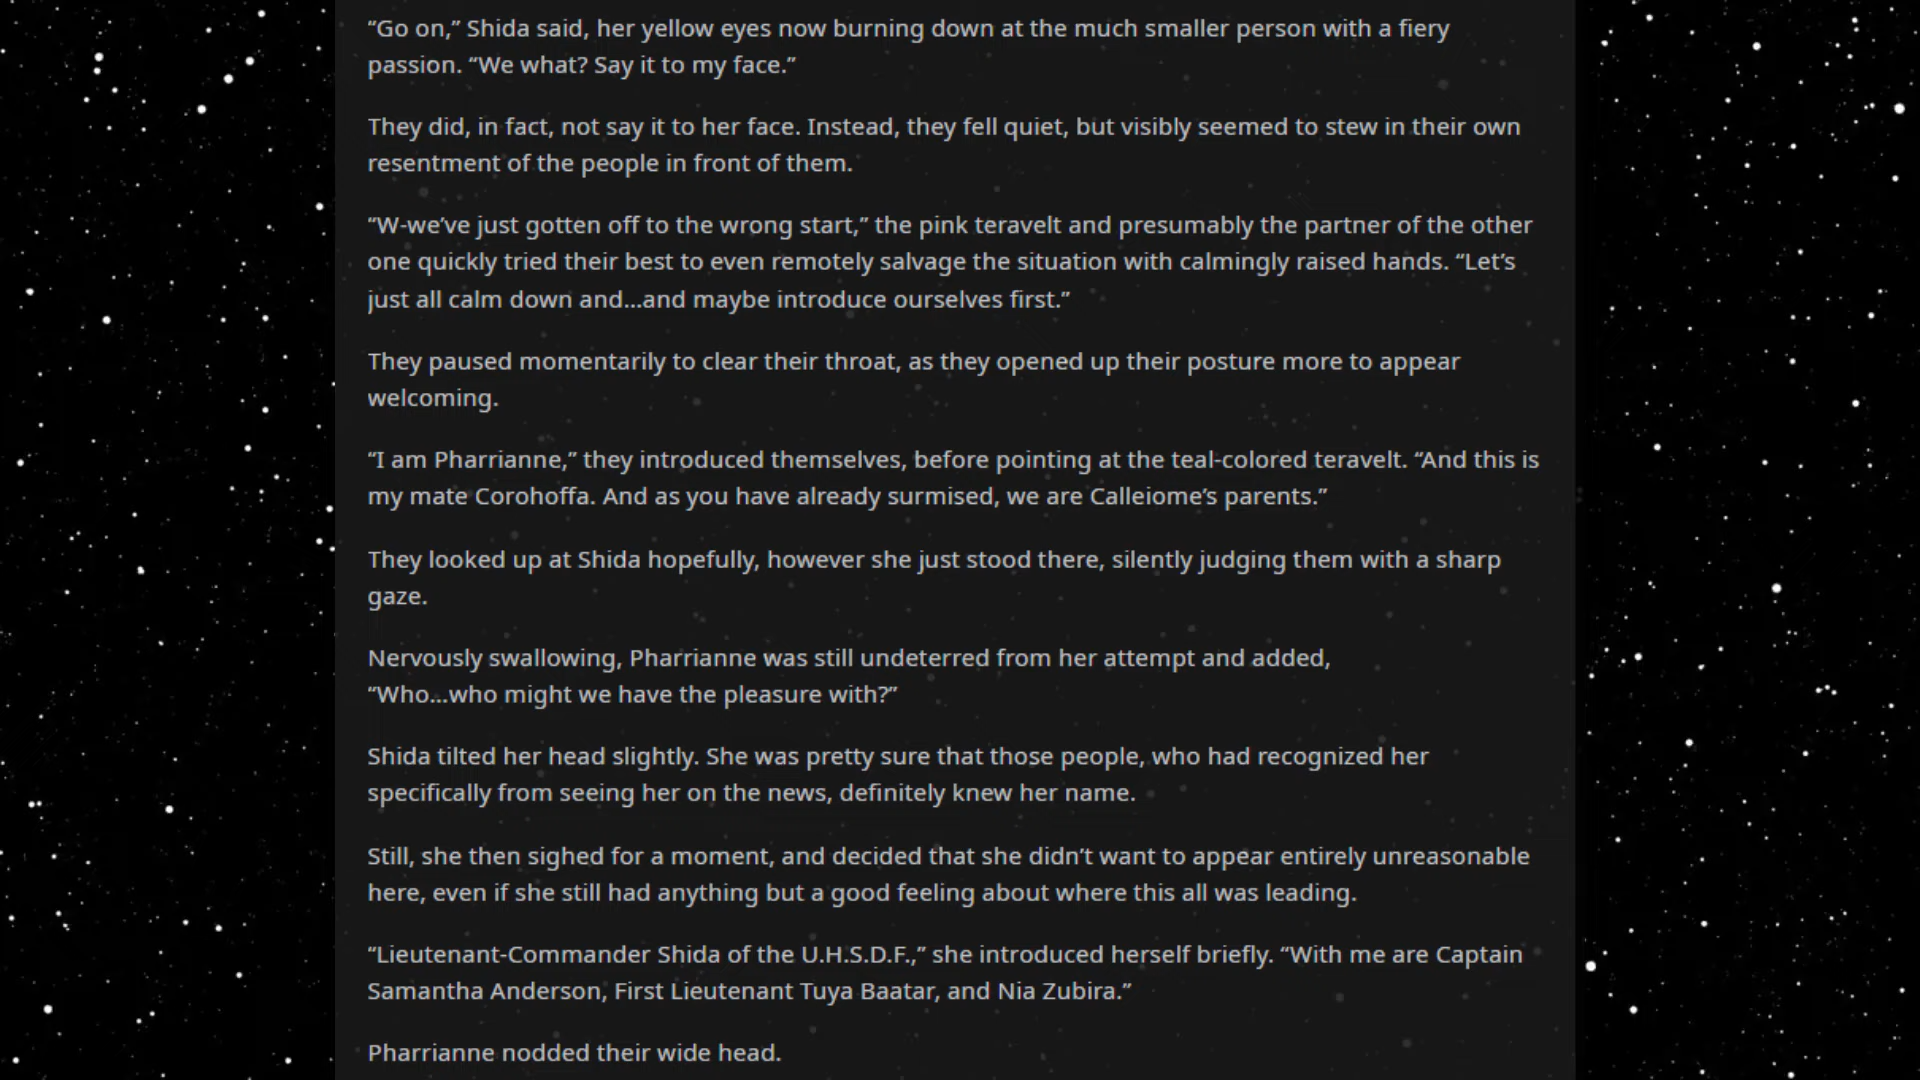 “Go on,” Shida said, her yellow eyes now burning down at the much smaller person with a fiery
passion. “We what? Say it to my face.”
They did, in fact, not say it to her face. Instead, they fell quiet, but visibly seemed to stew in their own
resentment of the people in front of them.
“W-we’ve just gotten off to the wrong start,” the pink teravelt and presumably the partner of the other
one quickly tried their best to even remotely salvage the situation with calmingly raised hands. “Let’s
just all calm down and…and maybe introduce ourselves first.”
They paused momentarily to clear their throat, as they opened up their posture more to appear
welcoming.
“I am Pharrianne,” they introduced themselves, before pointing at the teal-colored teravelt. “And this is
my mate Corohoffa. And as you have already surmised, we are Calleiome’s parents.”
They looked up at Shida hopefully, however she just stood there, silently judging them with a sharp
gaze.
Nervously swallowing, Pharrianne was still undeterred from her attempt and added,
“Who…who might we have the pleasure with?”
Shida tilted her head slightly. She was pretty sure that those people, who had recognized her
specifically from seeing her on the news, definitely knew her name.
Still, she then sighed for a moment, and decided that she didn’t want to appear entirely unreasonable
here, even if she still had anything but a good feeling about where this all was leading.
“Lieutenant-Commander Shida of the U.H.S.D.F.,” she introduced herself briefly. “With me are Captain
Samantha Anderson, First Lieutenant Tuya Baatar, and Nia Zubira.”
Pharrianne nodded their wide head.